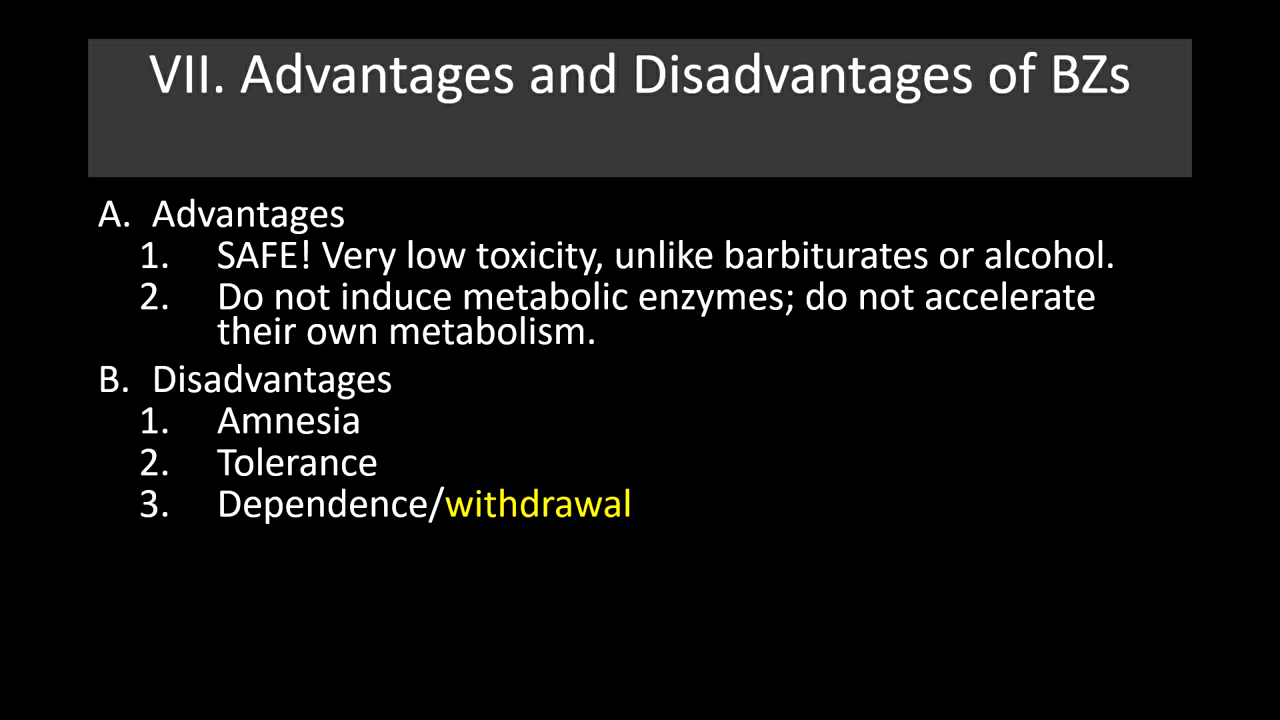 VII. Advantages and Disadvantages of BZs
A. Advantages
1. SAFE! Very low toxicity, unlike barbiturates or alcohol.
2. Do not induce metabolic enzymes; do not accelerate
their own metabolism.
B. Disadvantages
1. Amnesia
2. Tolerance
3. Dependence/withdrawal